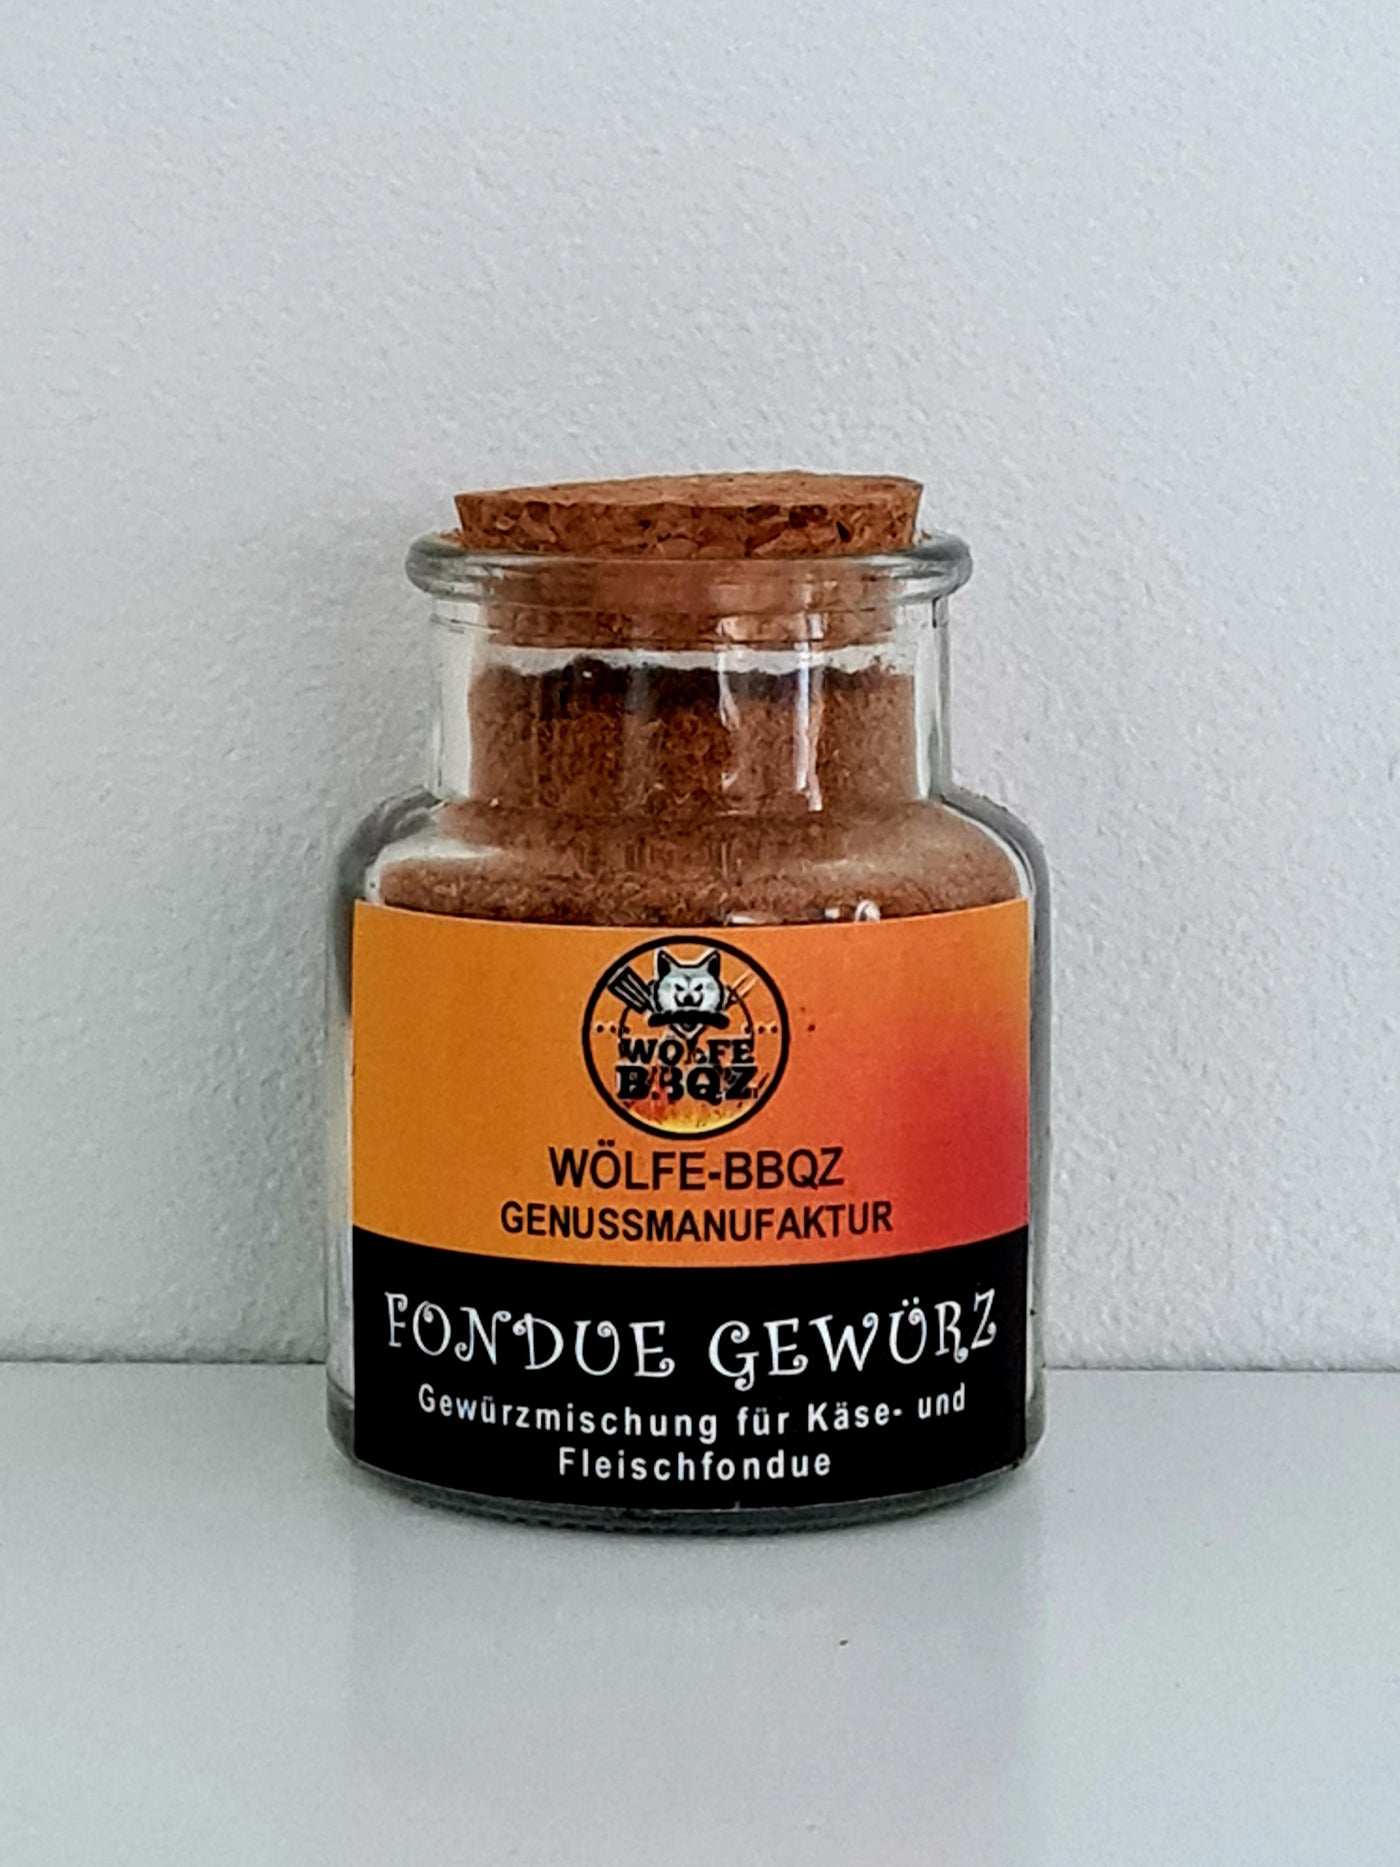 WÖLFE
BBQZ
WÖLFE-BBQZ
GENUSSMANUFAKTUR
FONDUE GEWÜRZ
Gewürzmischung für Käse- und
Fleischfondue